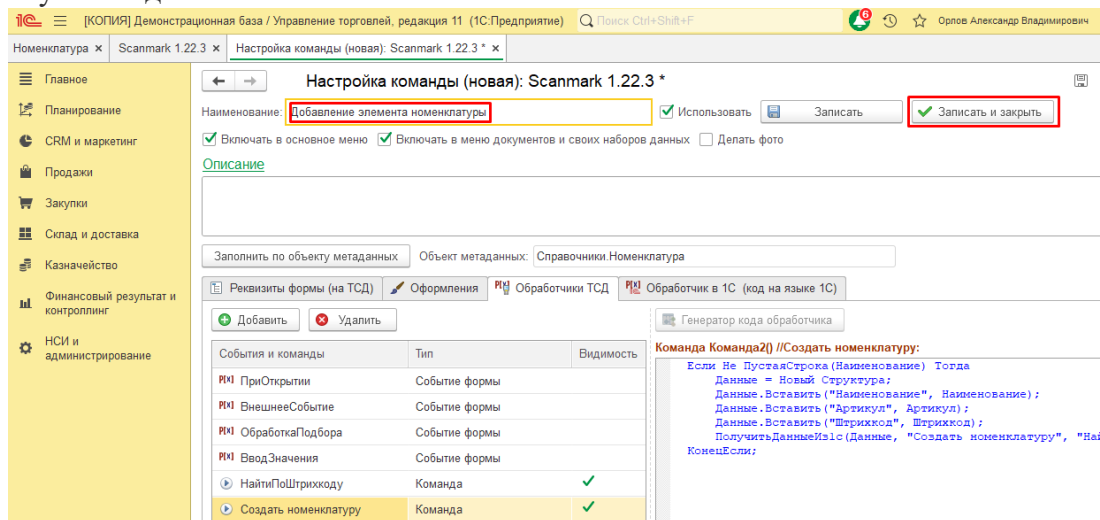 [КОПИЯ] Демонстрационная база / Управление торговлей, редакция 11 (1С:Предприятие) Поиск Ctrl+Shift+F 6 Орлов Александр Владимирович
Номенклатура × Scanmark 1.22.3 × Настройка команды (новая): Scanmark 1.22.3 * ×
Главное
Планирование
CRM и маркетинг
Продажи
Закупки
Склад и доставка
Казначейство
Финансовый результат и
контроллинг
НСИ и
администрирование
Настройка команды (новая): Scanmark 1.22.3 *
Наименование: Добавление элемента номенклатуры Использовать Записать Записать и закрыть
Включать в основное меню Включать в меню документов и своих наборов данных Делать фото
Описание
Заполнить по объекту метаданных Объект метаданных: Справочники.Номенклатура
Реквизиты формы (на ТСД) Оформления Обработчики ТСД Обработчик в 1С (код на языке 1С)
Добавить Удалить Генератор кода обработчика
События и команды Тип Видимость
ПриОткрытии Событие формы
ВнешнееСобытие Событие формы
ОбработкаПодбора Событие формы
ВводЗначения Событие формы
НайтиПоШтрихкоду Команда
Создать номенклатуру Команда
Команда Команда2() //Создать номенклатуру:
Если Не ПустаяСтрока(Наименование) Тогда
Данные = Новый Структура;
Данные.Вставить("Наименование", Наименование);
Данные.Вставить("Артикул", Артикул);
Данные.Вставить("Штрихкод", Штрихкод);
ПолучитьДанныеИз1с(Данные, "Создать номенклатуру", "Най
КонецЕсли;